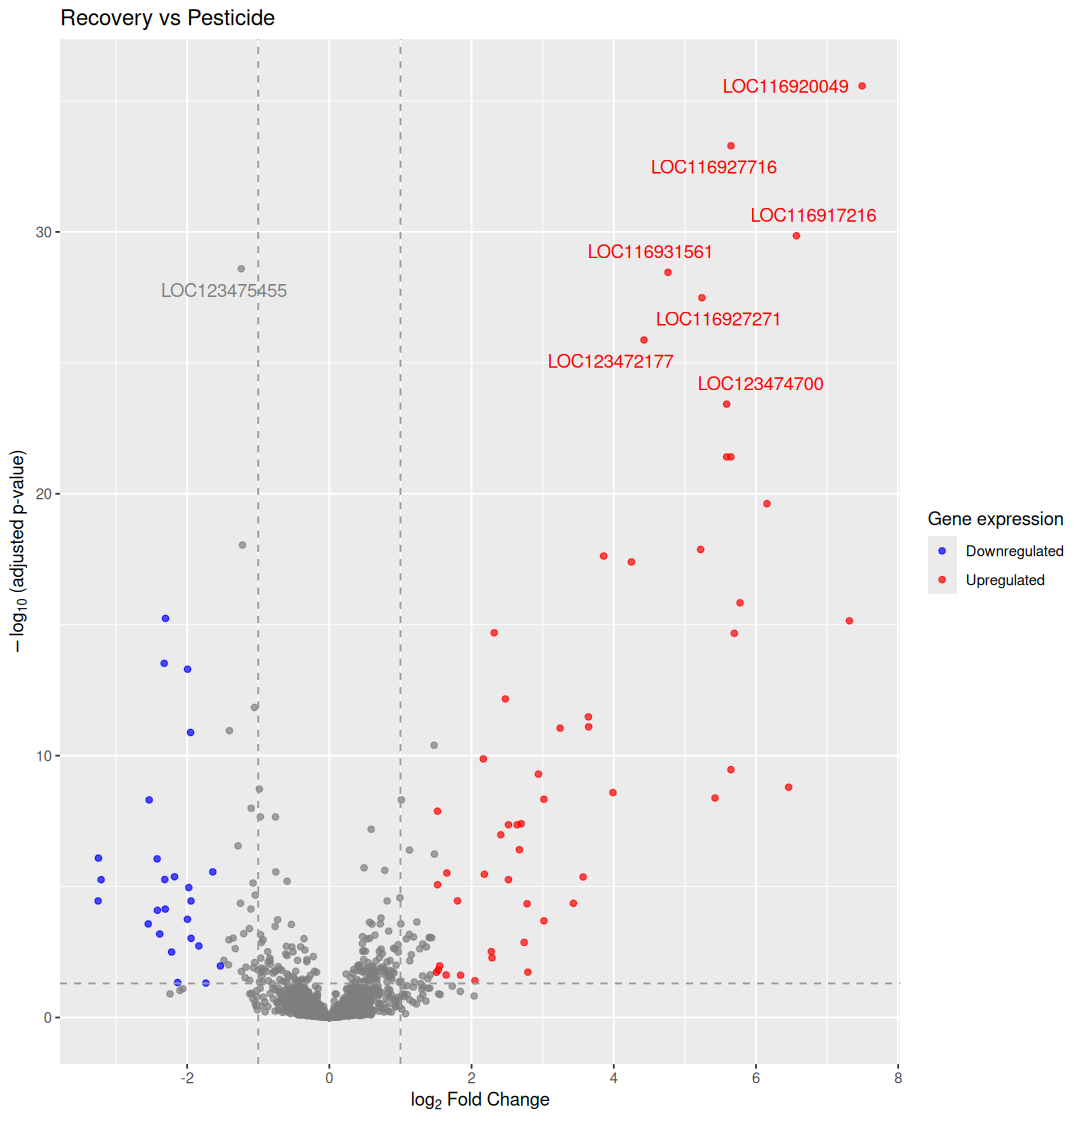 Recovery vs Pesticide
LOC116920049
LOC116927716
LOC116917216
LOC116931561
LOC123475455
LOC116927271
LOC123472177
LOC123474700
30
20
10
0
-2
0
2
4
6
8
log2 Fold Change
−log10 (adjusted p-value)
Gene expression
Downregulated
Upregulated